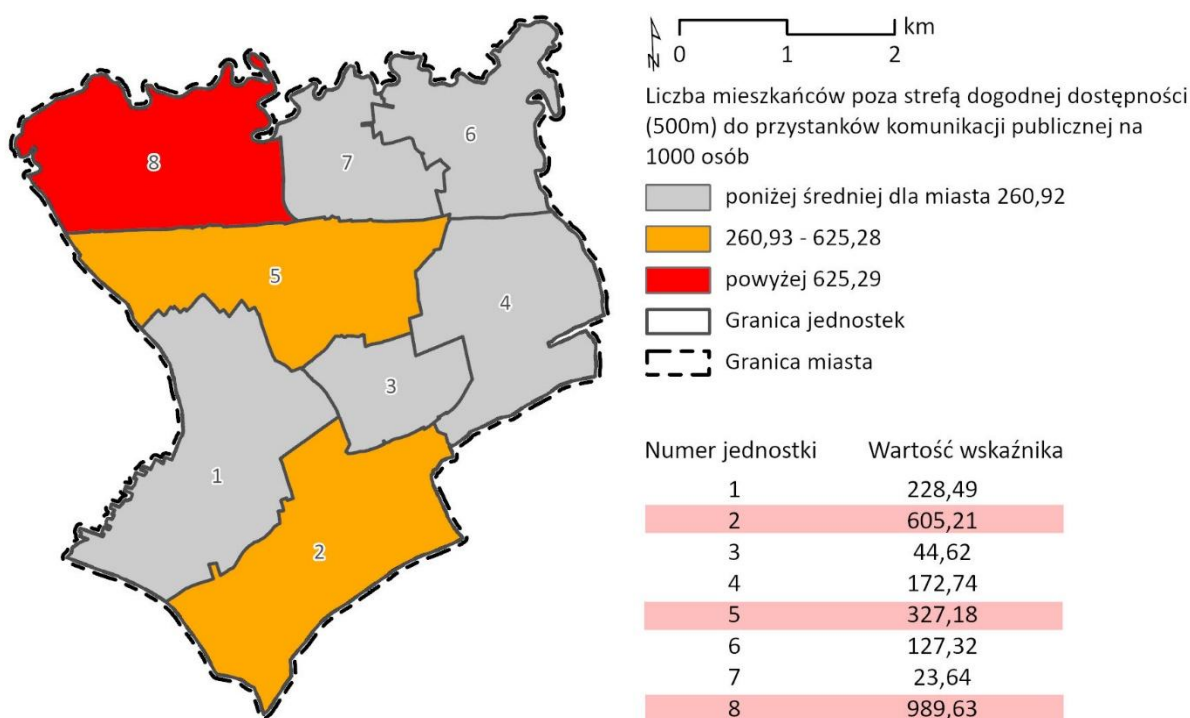 km
0 1 2
N
Liczba mieszkańców poza strefą dogodnej dostępności
(500m) do przystanków komunikacji publicznej na
1000 osób
poniżej średniej dla miasta 260,92
260,93 - 625,28
powyżej 625,29
Granica jednostek
Granica miasta
8
7
6
5
4
3
1
2
Numer jednostki Wartość wskaźnika
1 228,49
2 605,21
3 44,62
4 172,74
5 327,18
6 127,32
7 23,64
8 989,63